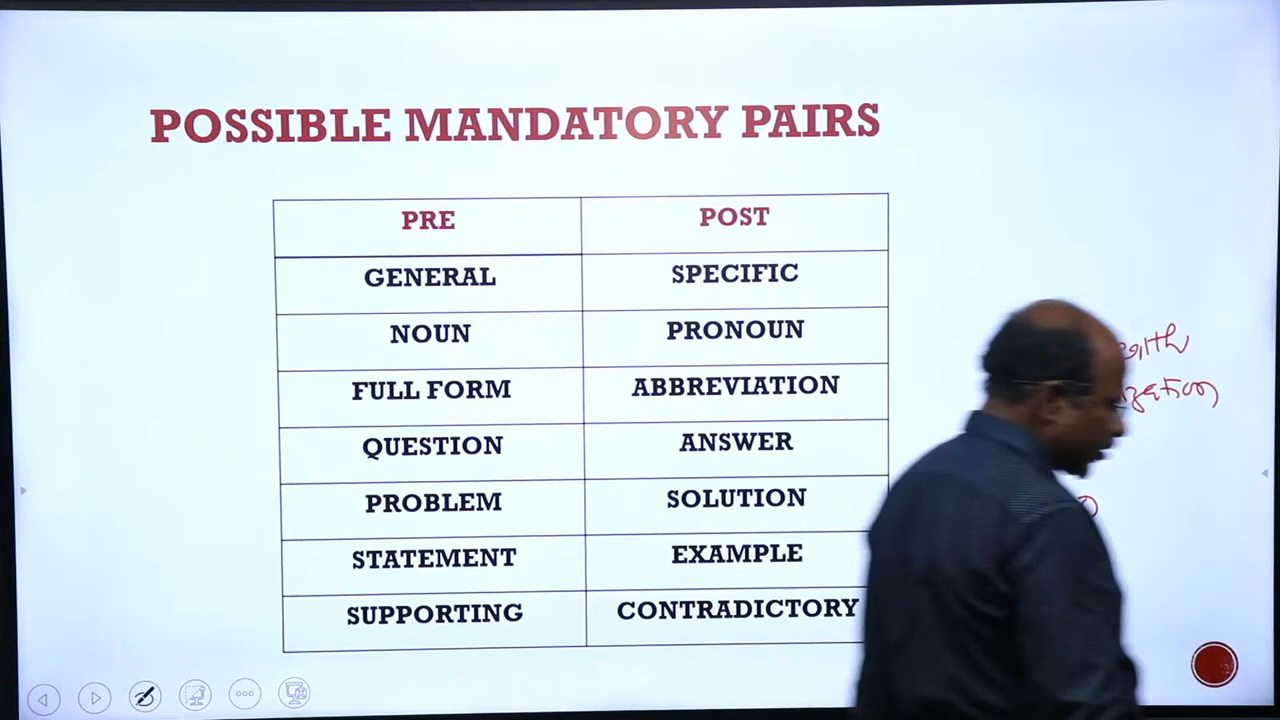 POSSIBLE MANDATORY PAIRS
PRE POST
GENERAL SPECIFIC
NOUN PRONOUN
FULL FORM ABBREVIATION
QUESTION ANSWER
PROBLEM SOLUTION
STATEMENT EXAMPLE
SUPPORTING CONTRADICTORY